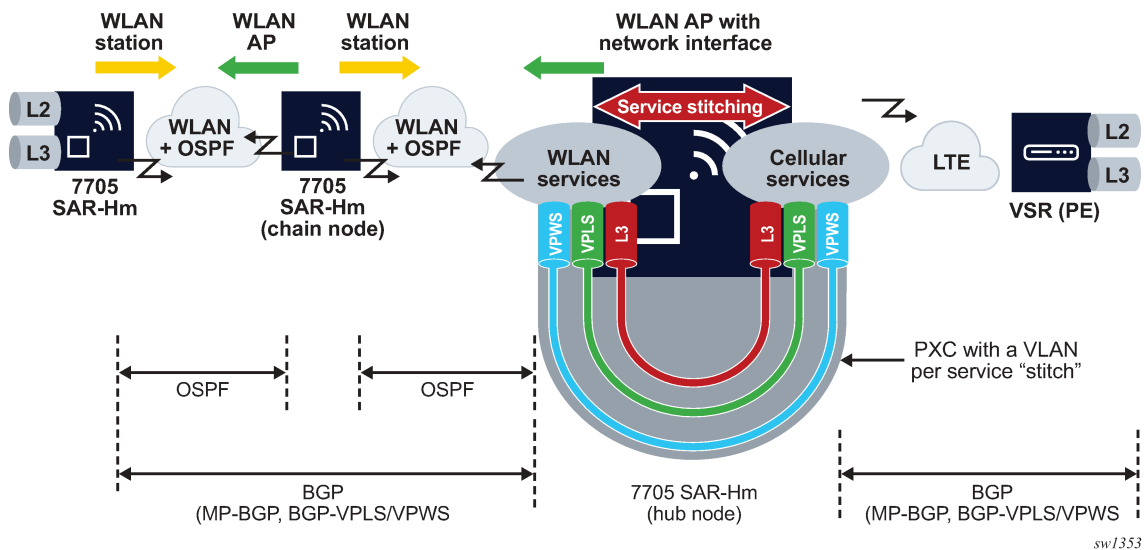 WLAN
station
WLAN
AP
WLAN
station
WLAN AP with
network interface
Service stitching
L2
L3
WLAN
+ OSPF
WLAN
+ OSPF
WLAN
services
Cellular
services
LTE
L2
L3
7705
SAR-Hm
7705
SAR-Hm
(chain node)
VSR (PE)
VPWS
VPLS
L3
L3
VPLS
VPWS
PXC with a VLAN
per service “stitch”
OSPF
OSPF
BGP
(MP-BGP, BGP-VPLS/VPWS
7705 SAR-Hm
(hub node)
BGP
(MP-BGP, BGP-VPLS/VPWS
sw1353